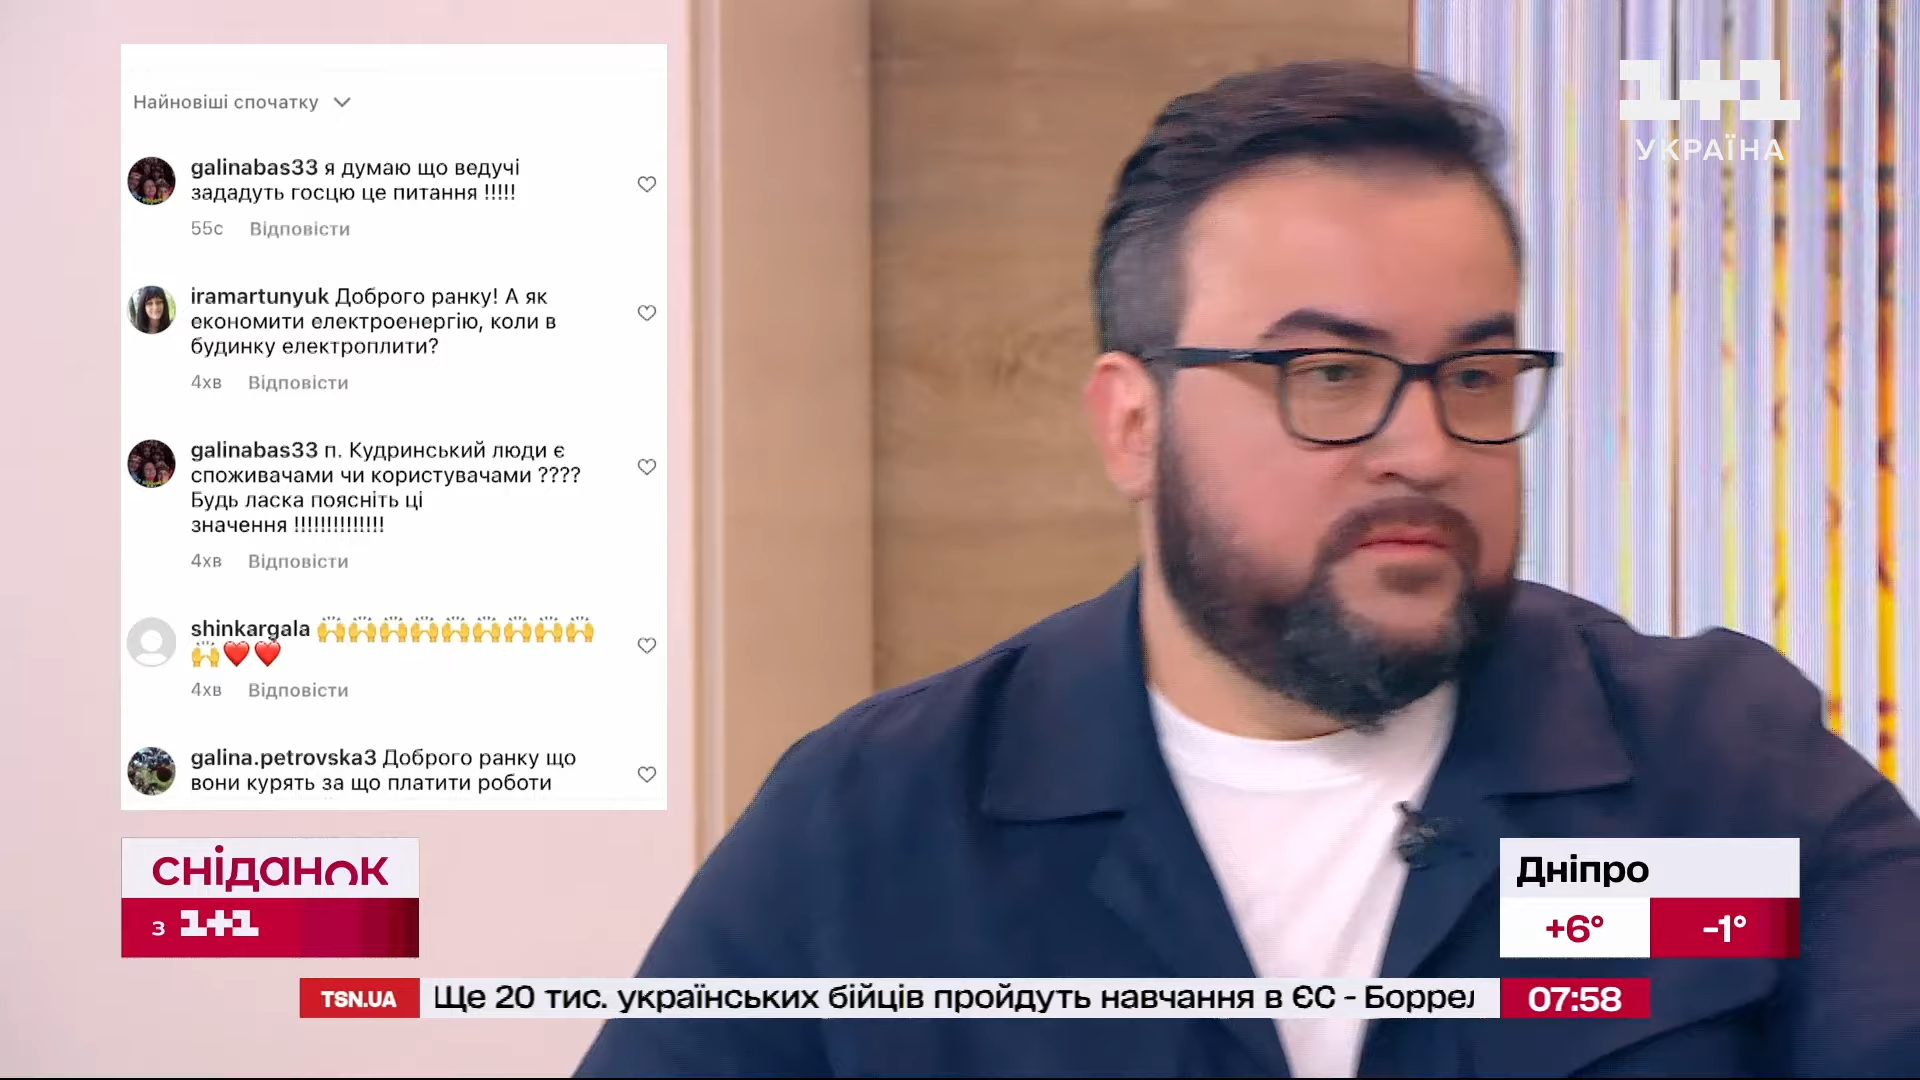 Найновіші спочатку
galinabas33 я думаю що ведучі
зададуть госцю це питання !!!!!
55с Відповісти
iramartunyuk Доброго ранку! А як
економити електроенергію, коли в
будинку електроплити?
4хв Відповісти
galinabas33 п. Кудринський люди є
споживачами чи користувачами ????
Будь ласка поясніть ці
значення !!!!!!!!!!!!!!
4хв Відповісти
shinkargala 🙌🙌🙌🙌🙌🙌🙌🙌🙌
🙌❤️❤️
4хв Відповісти
galina.petrovska3 Доброго ранку що
вони курять за що платити роботи
1+1
УКРАЇНА
СНІДАНОК
з 1+1
Дніпро
+6° -1°
TSN.UA Ще 20 тис. українських бійців пройдуть навчання в ЄС - Боррел 07:58